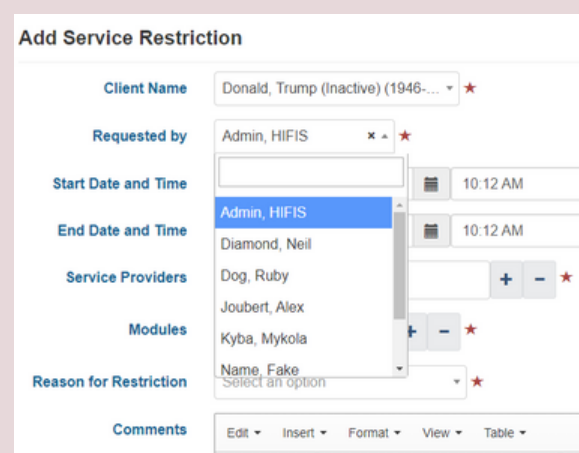 Add Service Restriction
Client Name Donald, Trump (Inactive) (1946-... ★
Requested by Admin, HIFIS × ★
Start Date and Time 10:12 AM
Admin, HIFIS
Diamond, Neil
End Date and Time 10:12 AM
Dog, Ruby
Service Providers + − ★
Joubert, Alex
Modules + − ★
Kyba, Mykola
Name, Fake
Reason for Restriction Select an option ★
Comments Edit Insert Format View Table